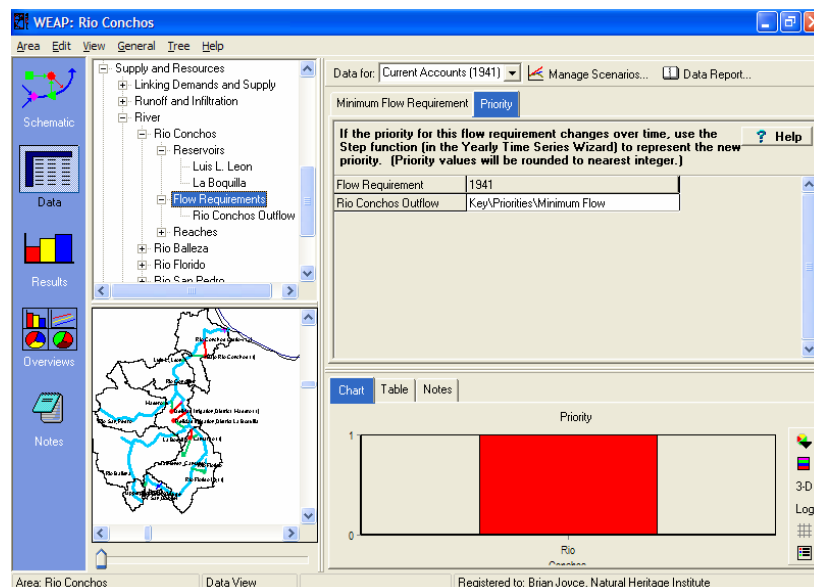 WEAP: Rio Conchos
Area Edit View General Tree Help
Schematic
Data
Results
Overviews
Notes
Supply and Resources
Linking Demands and Supply
Runoff and Infiltration
River
Rio Conchos
Reservoirs
Luis L. Leon
La Boquilla
Flow Requirements
Rio Conchos Outflow
Reaches
Rio Balleza
Rio Florido
Rio San Pedro
Data for: Current Accounts (1941) Manage Scenarios... Data Report...
Minimum Flow Requirement Priority
If the priority for this flow requirement changes over time, use the
Step function (in the Yearly Time Series Wizard) to represent the new
priority. (Priority values will be rounded to nearest integer.)
? Help
Flow Requirement 1941
Rio Conchos Outflow Key\Priorities\Minimum Flow
Chart Table Notes
Priority
1
0
Rio
Conchos
3-D
Log
Area: Rio Conchos Data View Registered to: Brian Joyce, Natural Heritage Institute